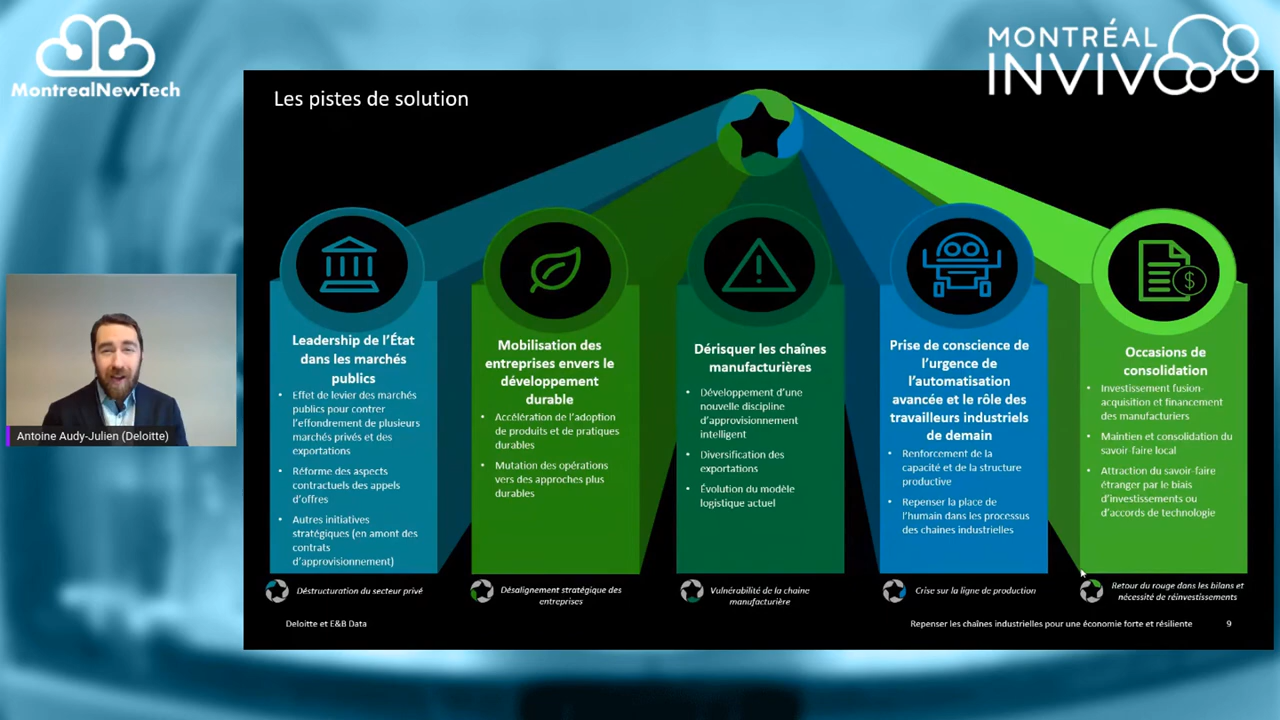 MontrealNewTech
MONTRÉAL
INVIVO
Les pistes de solution
Leadership de l'État
dans les marchés
publics
• Effet de levier des marchés
publics pour contrer
l'effondrement de plusieurs
marchés privés et des
exportations
• Réforme des aspects
contractuels des appels
d'offres
• Autres initiatives
stratégiques (en amont des
contrats
d'approvisionnement)
Déstructuration du secteur privé
Mobilisation des
entreprises envers le
développement
durable
• Accélération de l'adoption
de produits et de pratiques
durables
• Mutation des opérations
vers des approches plus
durables
Désalignement stratégique des
entreprises
Dérisquer les chaînes
manufacturières
• Développement d'une
nouvelle discipline
d'approvisionnement
intelligent
• Diversification des
exportations
• Évolution du modèle
logistique actuel
Vulnérabilité de la chaine
manufacturière
Prise de conscience de
l'urgence de
l'automatisation
avancée et le rôle des
travailleurs industriels
de demain
• Renforcement de la
capacité et de la structure
productive
• Repenser la place de
l'humain dans les processus
des chaines industrielles
Crise sur la ligne de production
$
Occasions de
consolidation
• Investissement fusion-
acquisition et financement
des manufacturiers
• Maintien et consolidation du
savoir-faire local
• Attraction du savoir-faire
étranger par le biais
d'investissements ou
d'accords de technologie
Retour du rouge dans les bilans et
nécessité de réinvestissements
Antoine Audy-Julien (Deloitte)
Deloitte et E&B Data
Repenser les chaînes industrielles pour une économie forte et résiliente
9